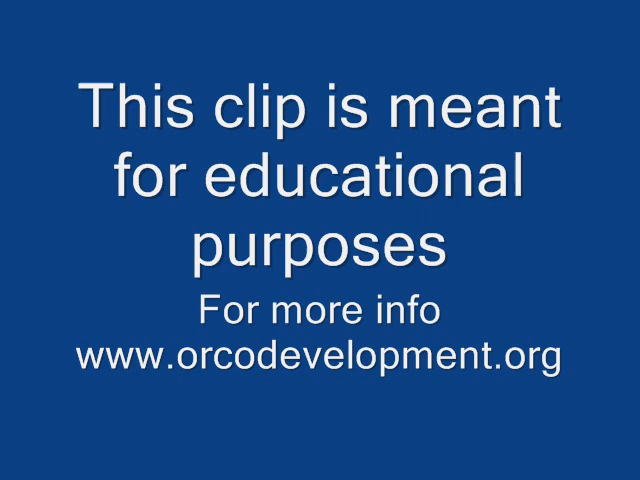 This clip is meant
for educational
purposes
For more info
www.orcodevelopment.org